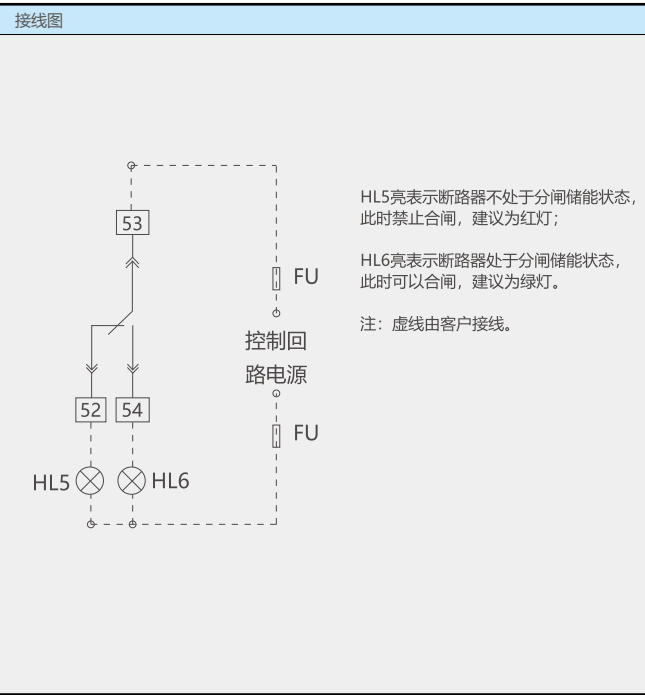 接线图
53
FU
控制回
路电源
FU
52 54
HL5 HL6
HL5亮表示断路器不处于分闸储能状态，
此时禁止合闸，建议为红灯；
HL6亮表示断路器处于分闸储能状态，
此时可以合闸，建议为绿灯。
注：虚线由客户接线。